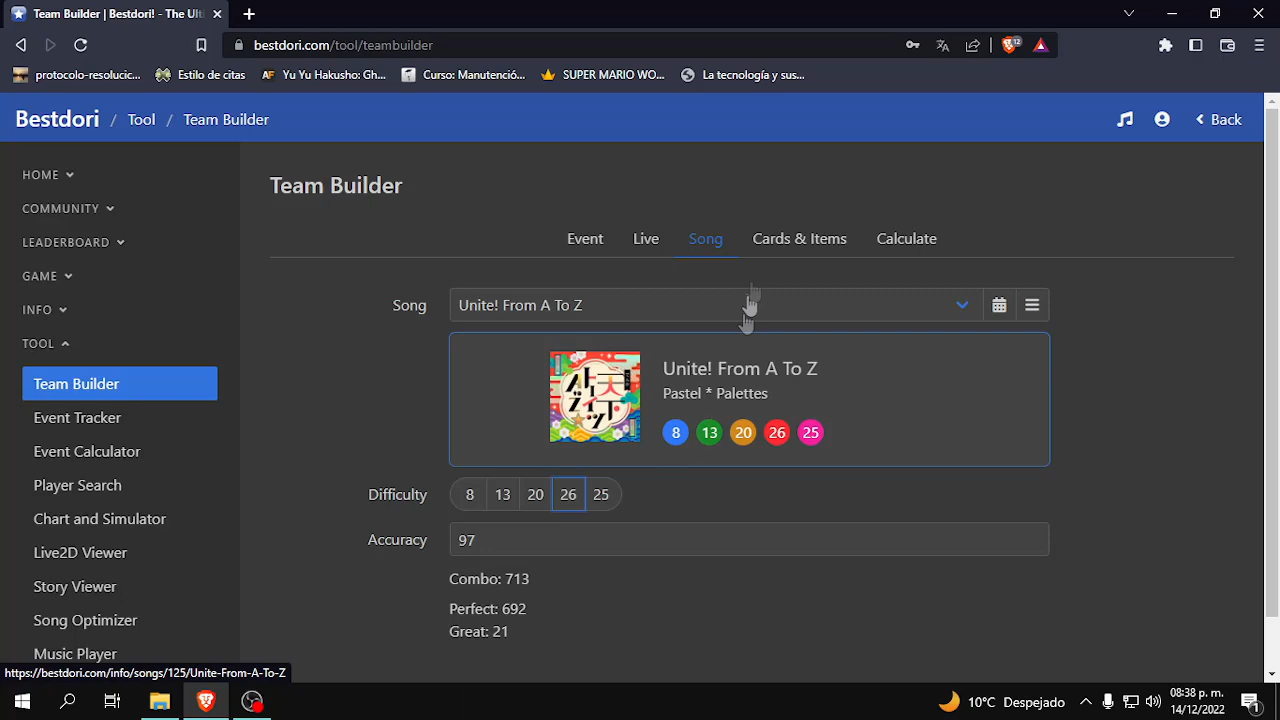 Team Builder | Bestdori! - The Ulti
bestdori.com/tool/teambuilder
12
protocolo-resolucic...
Estilo de citas
AF Yu Yu Hakusho: Gh...
Curso: Manutenció...
SUPER MARIO WO...
La tecnología y sus...
Bestdori / Tool / Team Builder
Back
HOME
COMMUNITY
LEADERBOARD
GAME
INFO
TOOL
Team Builder
Event Tracker
Event Calculator
Player Search
Chart and Simulator
Live2D Viewer
Story Viewer
Song Optimizer
Music Player
Team Builder
Event Live Song Cards & Items Calculate
Song Unite! From A To Z
Unite! From A To Z
Pastel * Palettes
8 13 20 26 25
Difficulty 8 13 20 26 25
Accuracy 97
Combo: 713
Perfect: 692
Great: 21
https://bestdori.com/info/songs/125/Unite-From-A-To-Z
10°C Despejado
08:38 p. m.
14/12/2022
1